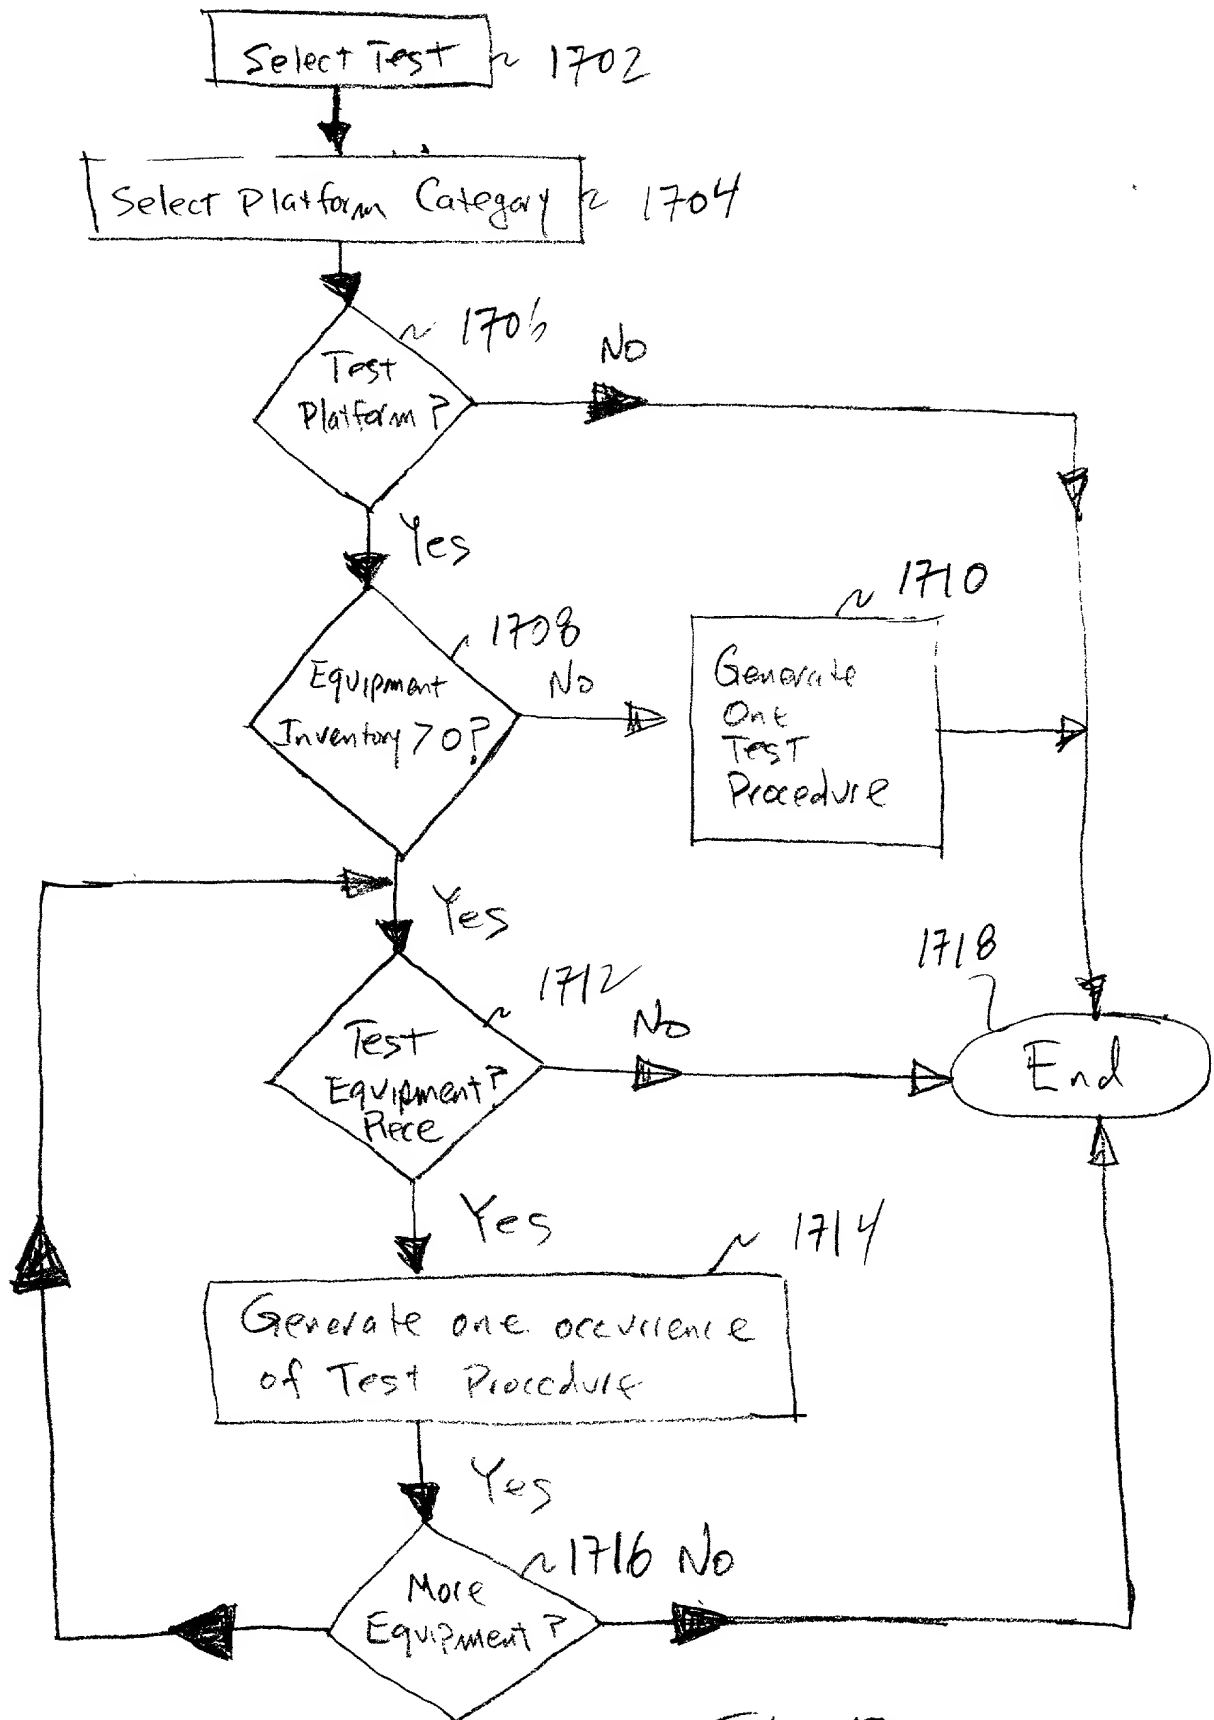 Select Test 1702
Select Platform Category 1704
1706
Test
Platform?
No
Yes
1708
Equipment
Inventory > 0?
No
1710
Generate
One
Test
Procedure
Yes
1712
Test
Equipment?
Piece
No
1718
End
Yes
1714
Generate one occurrence
of Test Procedure
Yes
1716
No
More
Equipment?